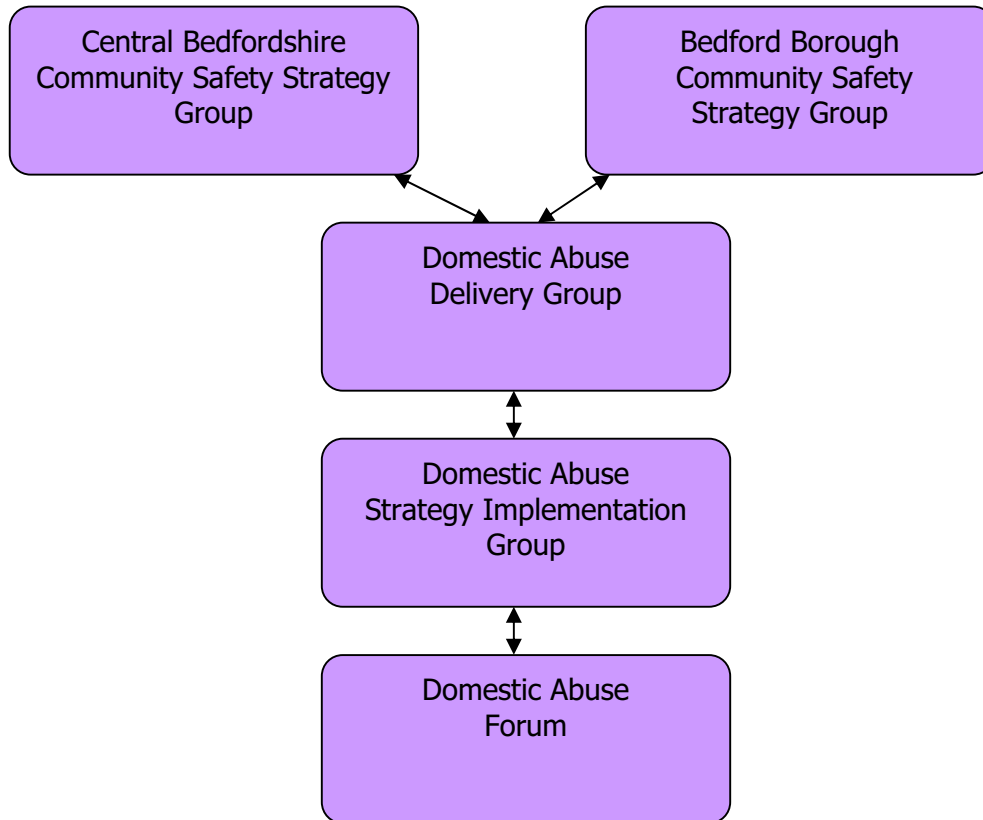 Central Bedfordshire
Community Safety Strategy
Group
Bedford Borough
Community Safety
Strategy Group
Domestic Abuse
Delivery Group
Domestic Abuse
Strategy Implementation
Group
Domestic Abuse
Forum